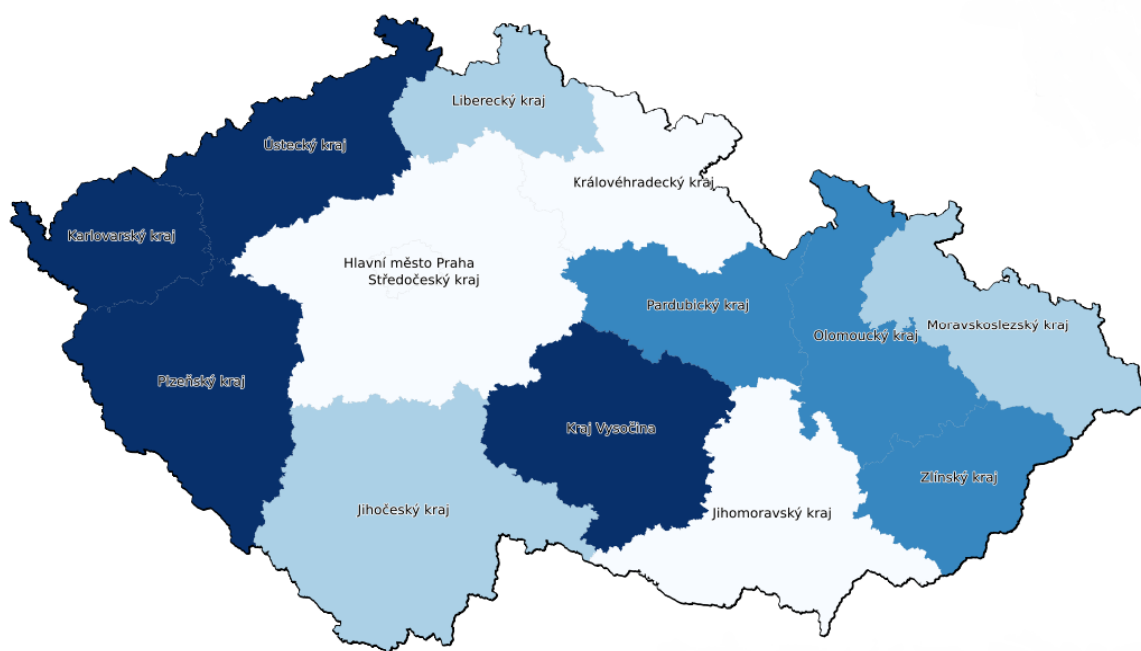 Liberecký kraj
Ústecký kraj
Královéhradecký kraj
Karlovarský kraj
Hlavní město Praha
Středočeský kraj
Pardubický kraj
Moravskoslezský kraj
Olomoucký kraj
Plzeňský kraj
Kraj Vysočina
Zlínský kraj
Jihočeský kraj
Jihomoravský kraj